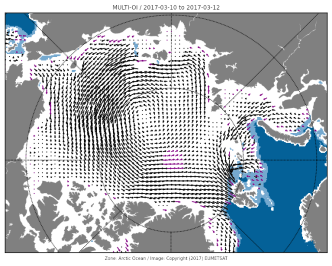 MULTI-OI / 2017-03-10 to 2017-03-12
Zone: Arctic Ocean / Image: Copyright (2017) EUMETSAT